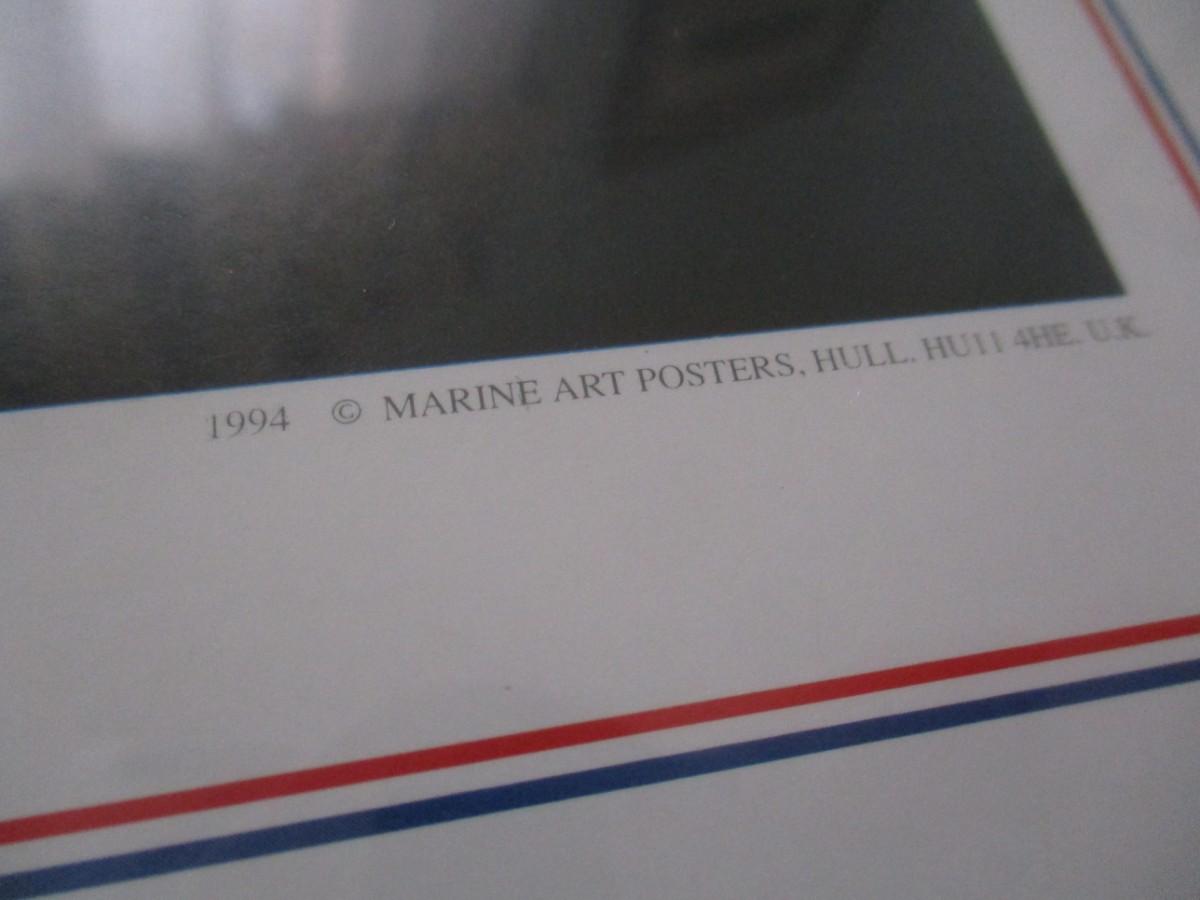 1994 © MARINE ART POSTERS, HULL. HU11 4HE. U.K.